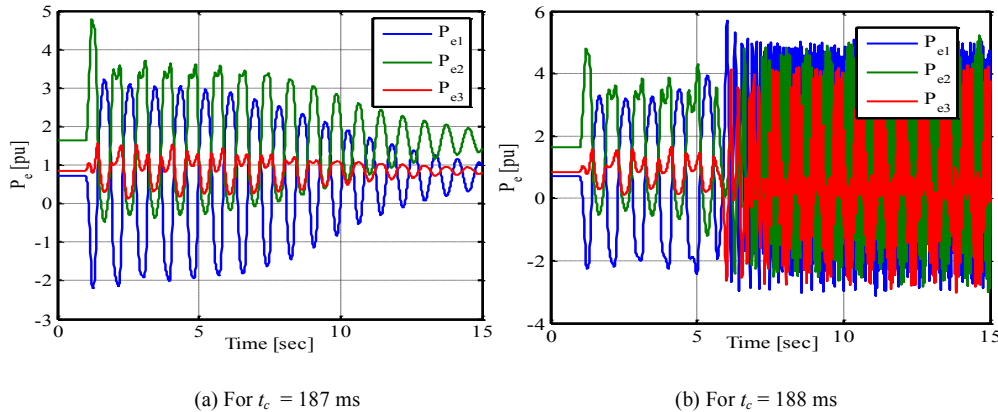 5
4
3
2
1
0
-1
-2
-3
P_e [pu]
0 5 10 15
Time [sec]
P_e1
P_e2
P_e3
(a) For t_c = 187 ms
6
4
2
0
-2
-4
P_e [pu]
0 5 10 15
Time [sec]
P_e1
P_e2
P_e3
(b) For t_c = 188 ms